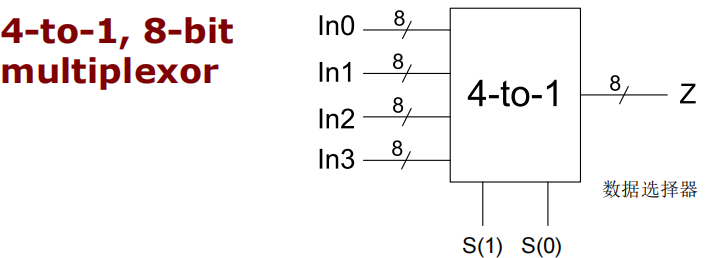 4-to-1, 8-bit
multiplexor
In0 8
In1 8
In2 8
In3 8
4-to-1
8 Z
数据选择器
S(1) S(0)